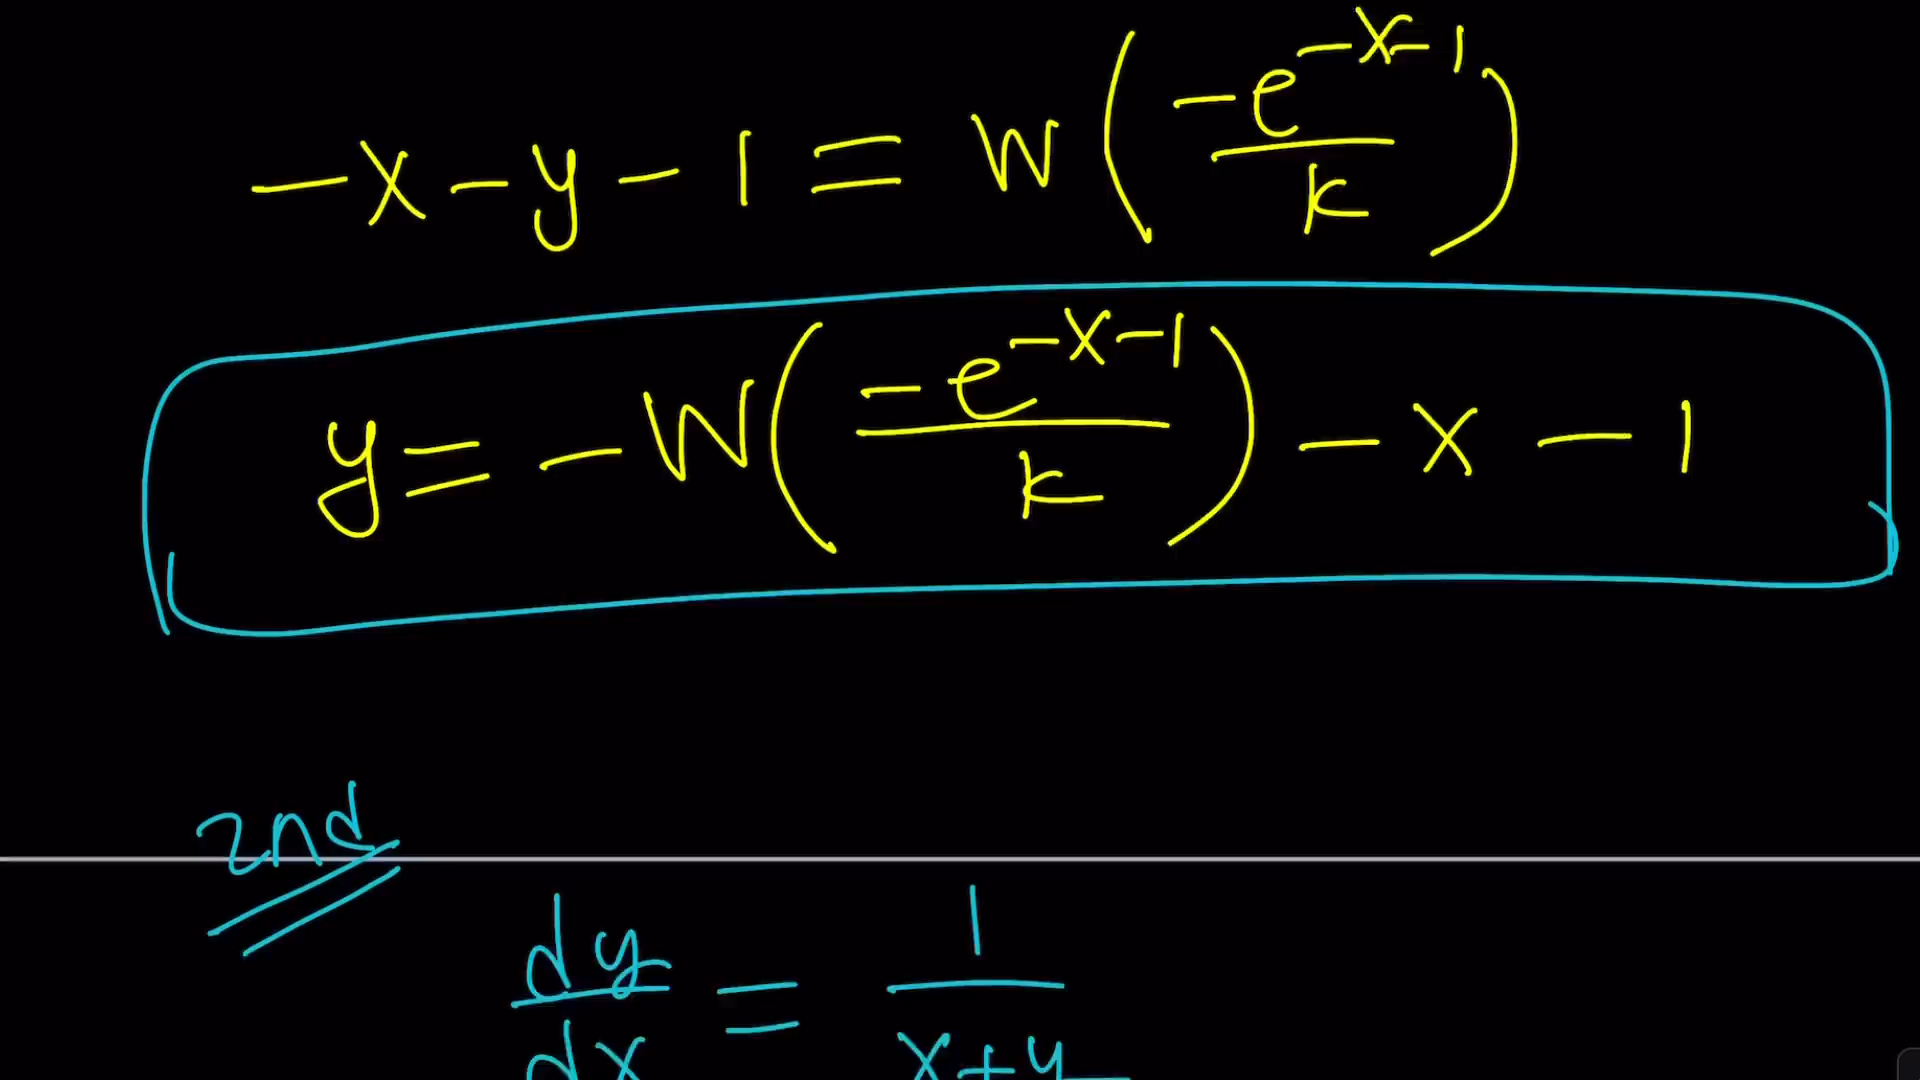 -x-y-1 = W(-e^{-x-1}/k)
y = -W(-e^{-x-1}/k) - x - 1
2nd
dy/dx = 1/(x+y)